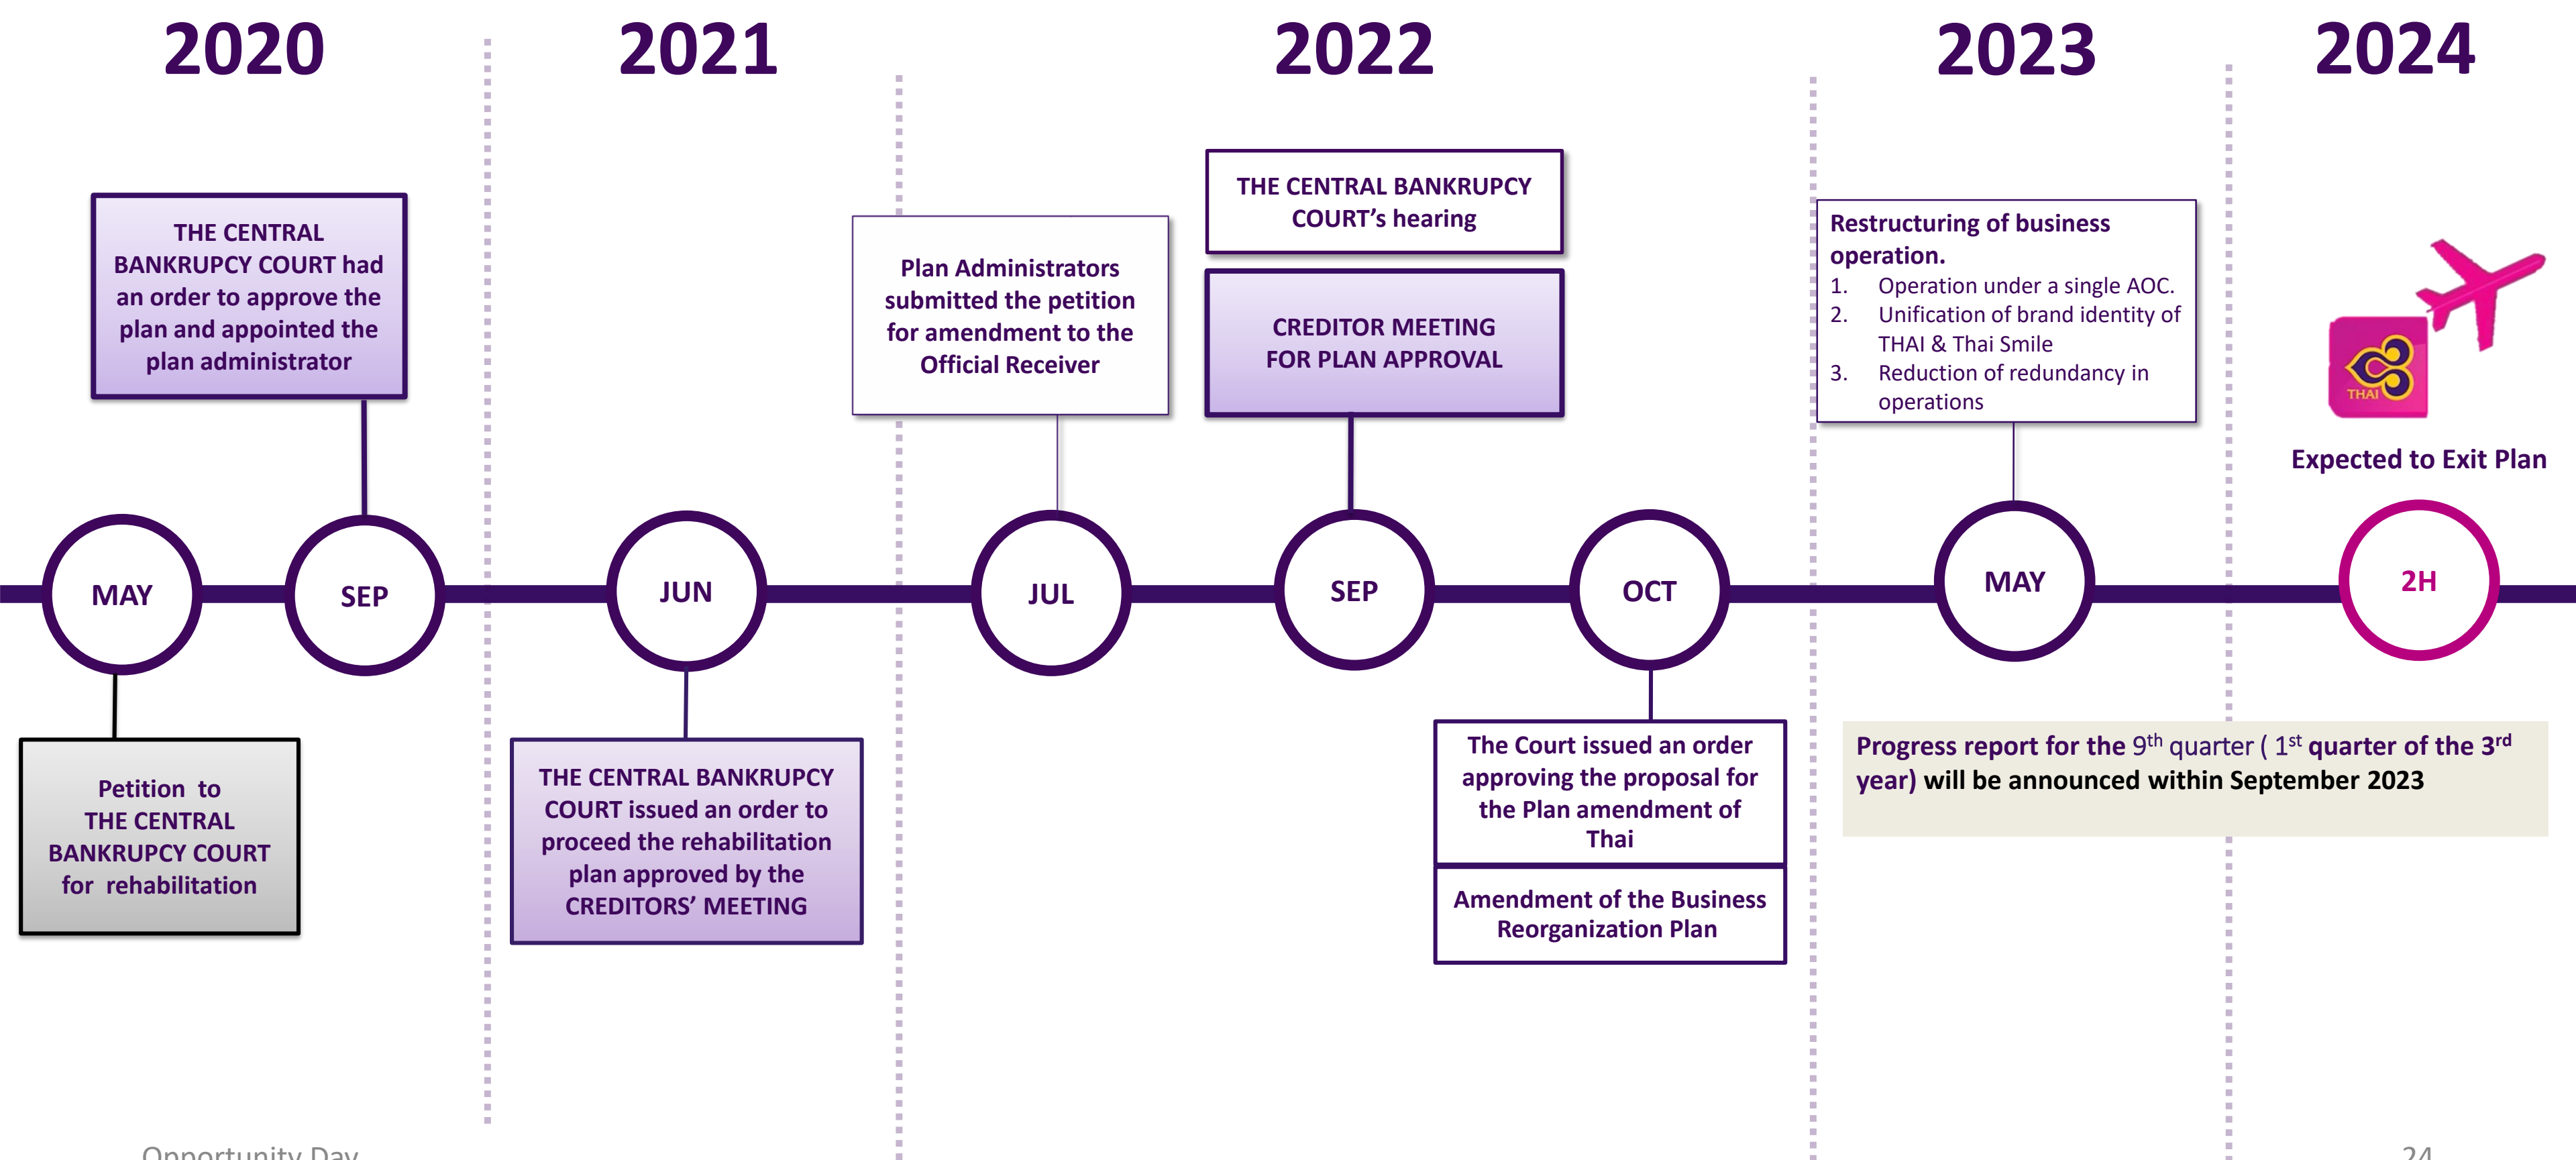 2020
2021
2022
2023
2024
THE CENTRAL
BANKRUPCY COURT had
an order to approve the
plan and appointed the
plan administrator
Plan Administrators
submitted the petition
for amendment to the
Official Receiver
THE CENTRAL BANKRUPCY
COURT’s hearing
CREDITOR MEETING
FOR PLAN APPROVAL
Restructuring of business
operation.
1. Operation under a single AOC.
2. Unification of brand identity of
THAI & Thai Smile
3. Reduction of redundancy in
operations
THAI
Expected to Exit Plan
MAY
SEP
JUN
JUL
SEP
OCT
MAY
2H
Petition to
THE CENTRAL
BANKRUPCY COURT
for rehabilitation
THE CENTRAL BANKRUPCY
COURT issued an order to
proceed the rehabilitation
plan approved by the
CREDITORS’ MEETING
The Court issued an order
approving the proposal for
the Plan amendment of
Thai
Amendment of the Business
Reorganization Plan
Progress report for the 9th quarter ( 1st quarter of the 3rd
year) will be announced within September 2023
Opportunity Day
24